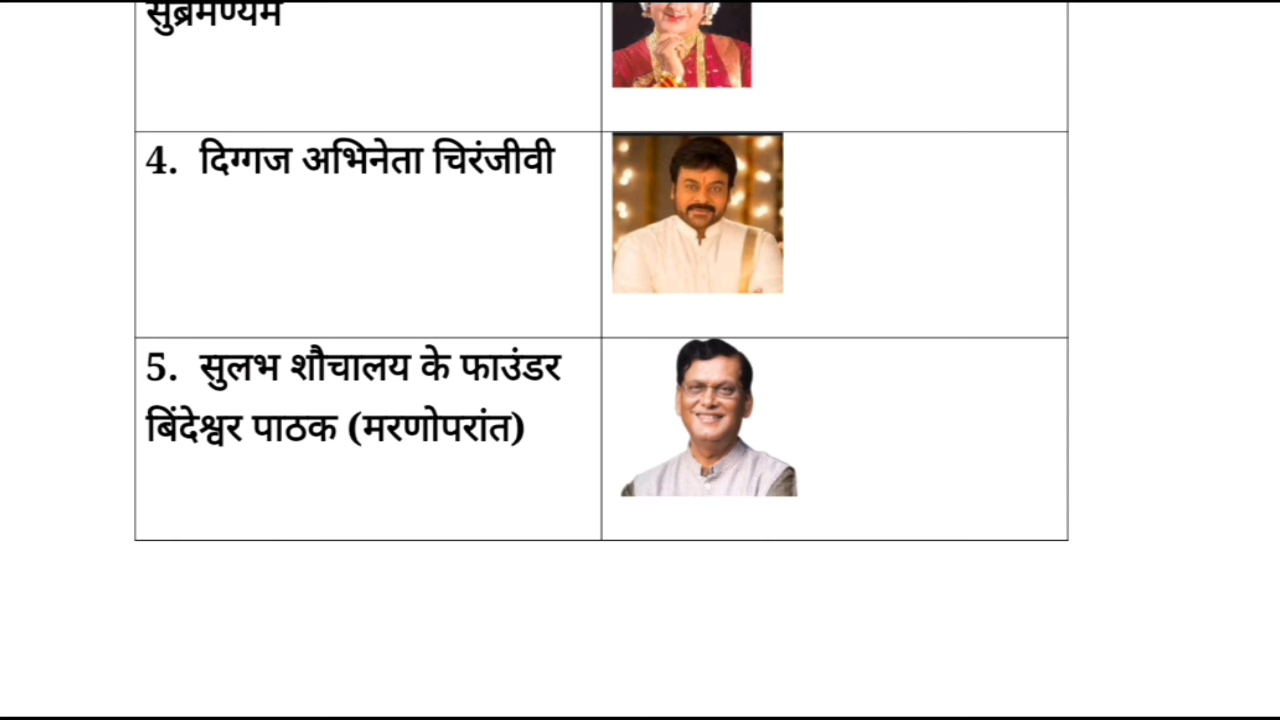 सुब्रमण्यम
4. दिग्गज अभिनेता चिरंजीवी
5. सुलभ शौचालय के फाउंडर
बिंदेश्वर पाठक (मरणोपरांत)